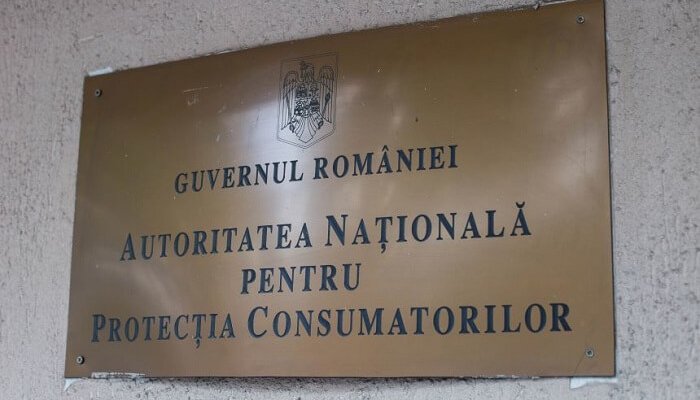 GUVERNUL ROMÂNIEI
AUTORITATEA NAȚIONALĂ
PENTRU
PROTECȚIA CONSUMATORILOR